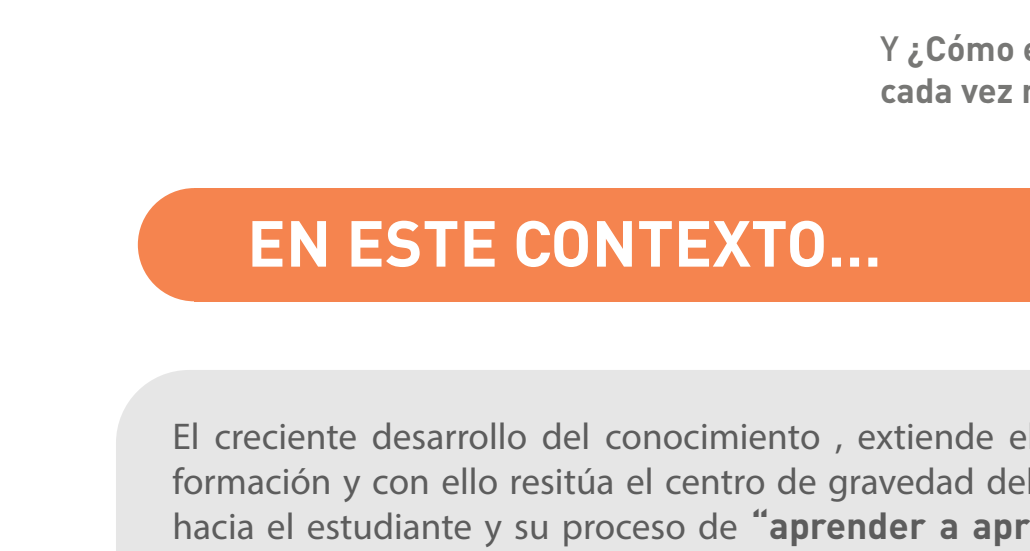 Y ¿Cómo
cada vez
EN ESTE CONTEXTO...
El creciente desarrollo del conocimiento , extiende el
formación y con ello resitúa el centro de gravedad del
hacia el estudiante y su proceso de “aprender a apr